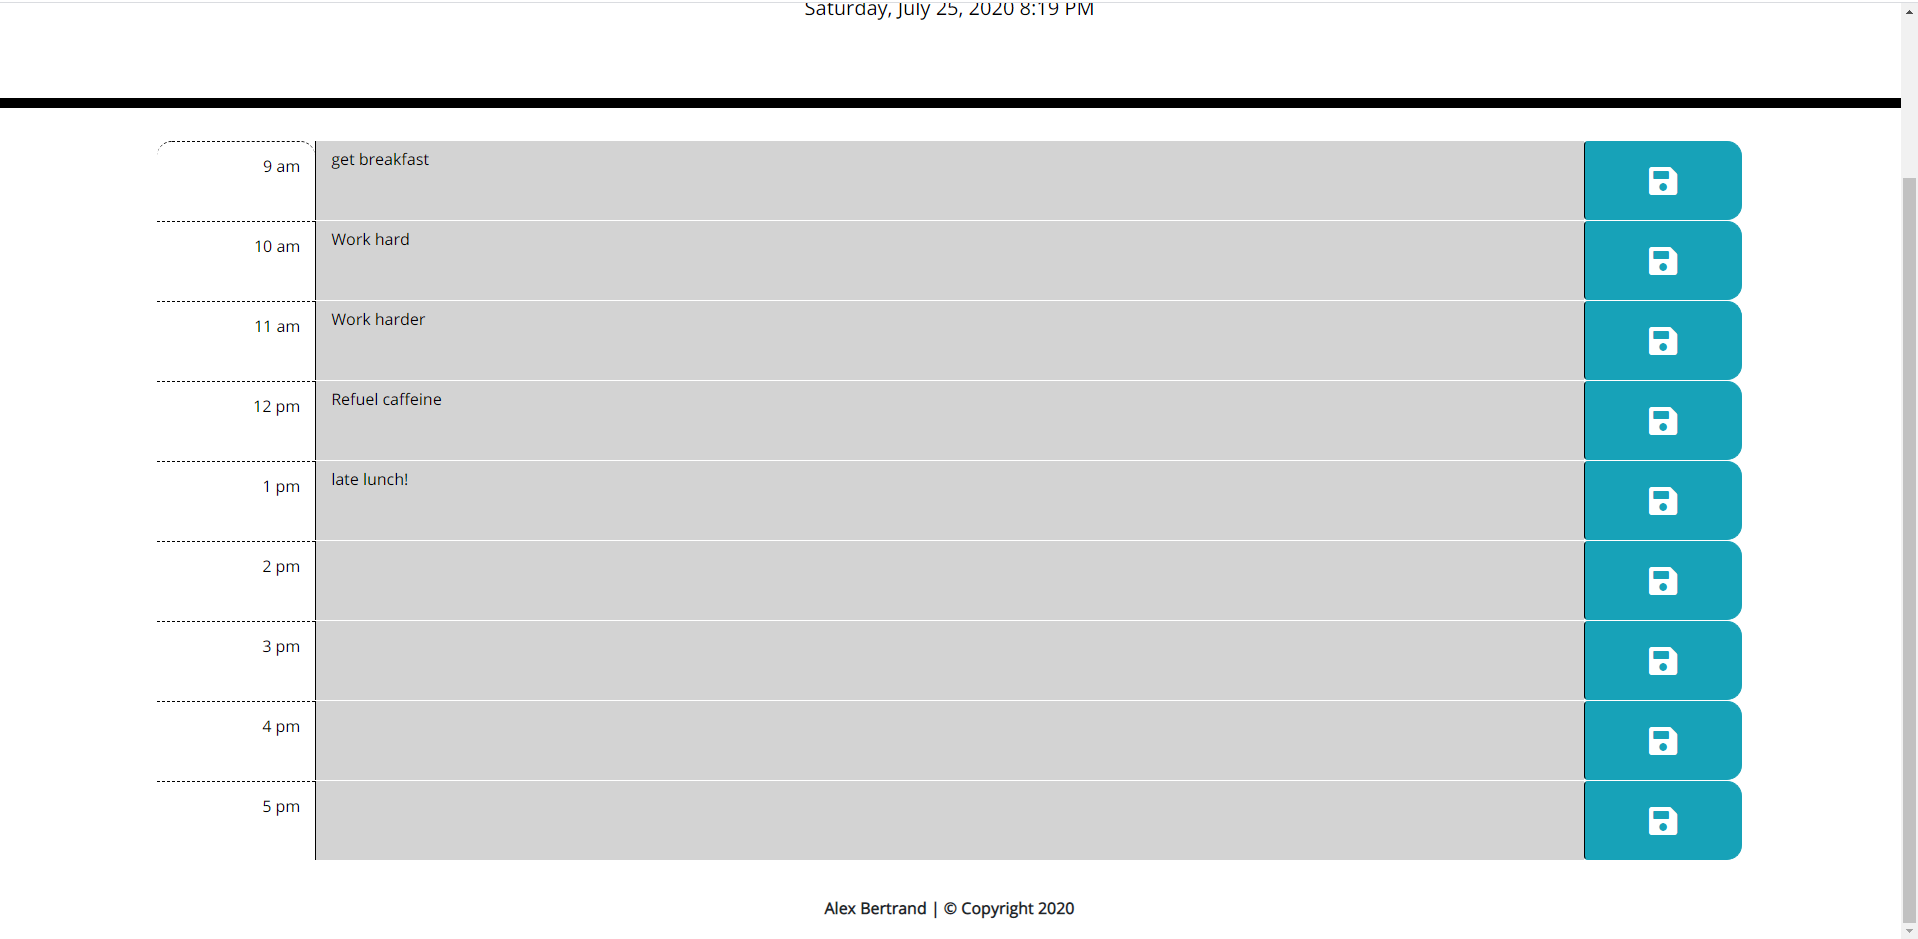 Saturday, July 25, 2020 8:19 PM
9 am
get breakfast
10 am
Work hard
11 am
Work harder
12 pm
Refuel caffeine
1 pm
late lunch!
2 pm
3 pm
4 pm
5 pm
Alex Bertrand | © Copyright 2020